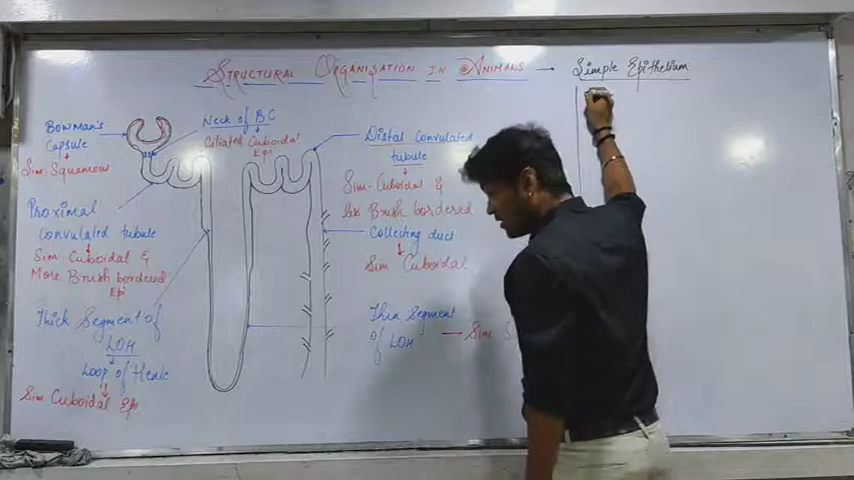 Structural Organisation in Animals → Simple Epithelium
Bowman's
Capsule
Sim-Squamous
Neck of BC
Ciliated Cuboidal
Epi
Distal Convoluted
tubule
Sim-Cuboidal &
less Brush bordered
Collecting duct
Sim Cuboidal
Proximal
Convoluted tubule
Sim Cuboidal &
More Brush bordered
Epi
Thick Segment of
LOH
Loop of Henle
Sim Cuboidal Epi
Thin Segment
of LOH → Sim S